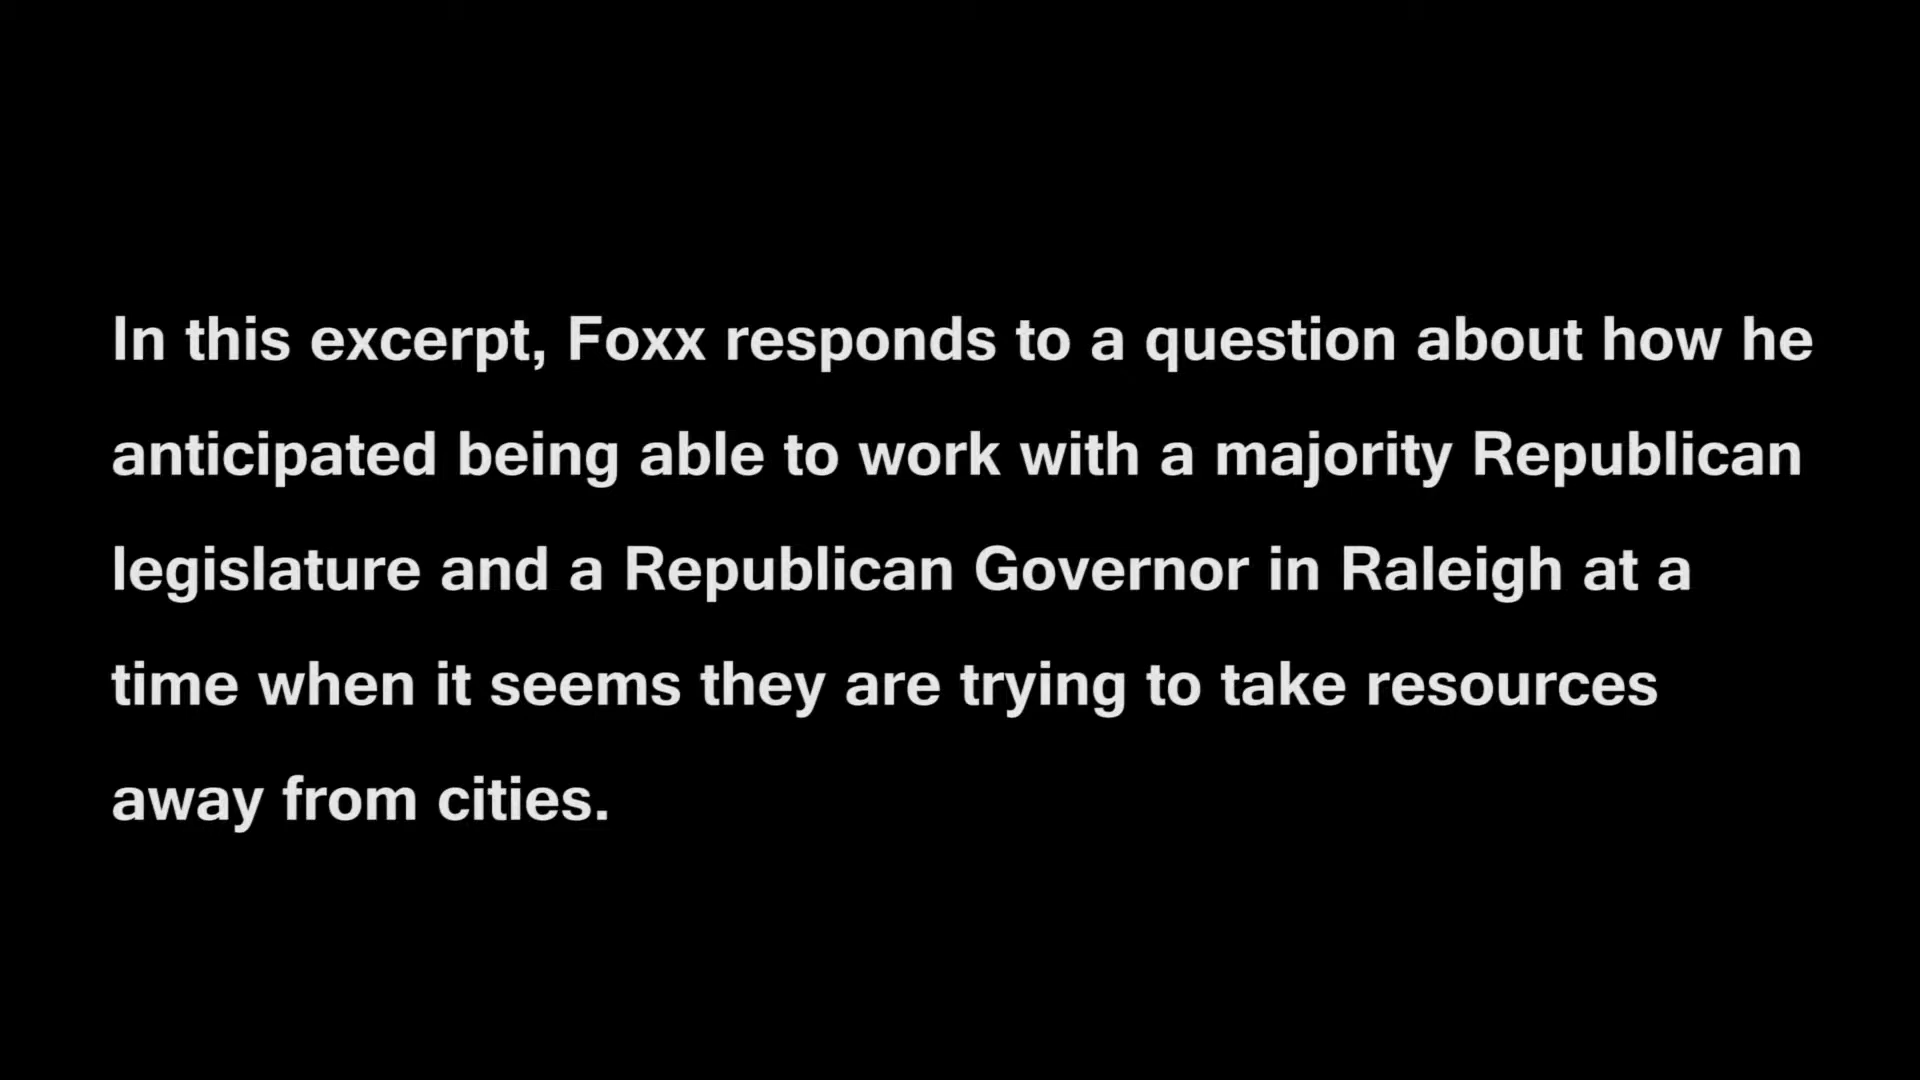 In this excerpt, Foxx responds to a question about how he
anticipated being able to work with a majority Republican
legislature and a Republican Governor in Raleigh at a
time when it seems they are trying to take resources
away from cities.